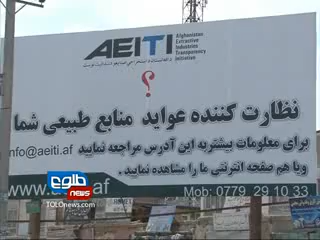 AEITI
Afghanistan
Extractive
Industries
Transparency
Initiative
؟
نظارت کننده عواید منابع طبیعی شما
برای معلومات بیشتر به این آدرس مراجعه نمایید
info@aeiti.af
ویا هم صفحه انترنتی ما را مشاهده نمایید.
.af
Mob: 0779 29 10 33
طلوع
NEWS
TOLOnews.com